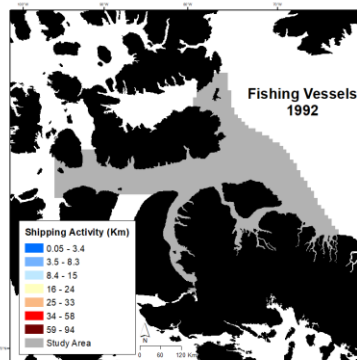 Fishing Vessels
1992
Shipping Activity (Km)
0.05 - 3.4
3.5 - 8.3
8.4 - 15
16 - 24
25 - 33
34 - 58
59 - 94
Study Area
N
0
60
120 Km